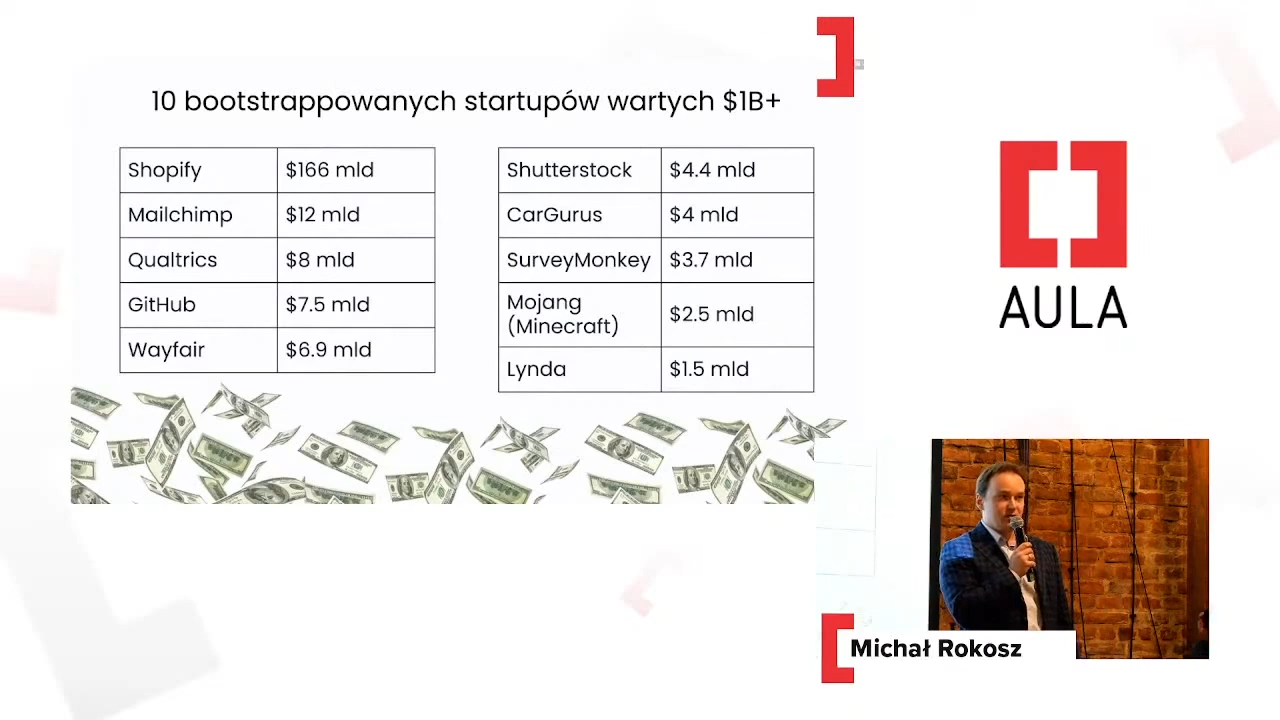 10 bootstrappowanych startupów wartych $1B+
Shopify $166 mld
Mailchimp $12 mld
Qualtrics $8 mld
GitHub $7.5 mld
Wayfair $6.9 mld
Shutterstock $4.4 mld
CarGurus $4 mld
SurveyMonkey $3.7 mld
Mojang
(Minecraft) $2.5 mld
Lynda $1.5 mld
AULA
Michał Rokosz